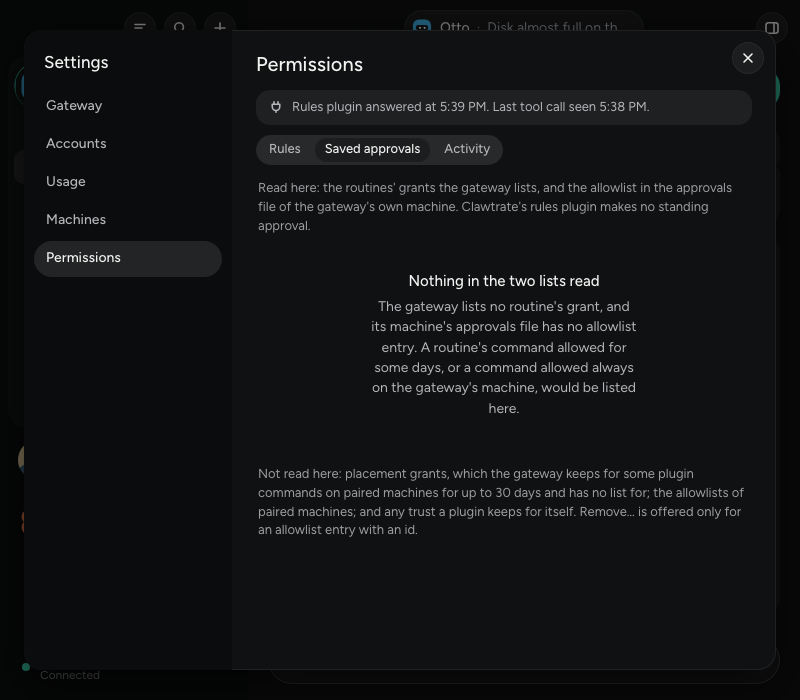 Otto · Disk almost full on th
Settings
Gateway
Accounts
Usage
Machines
Permissions
Permissions
Rules plugin answered at 5:39 PM. Last tool call seen 5:38 PM.
Rules
Saved approvals
Activity
Read here: the routines' grants the gateway lists, and the allowlist in the approvals
file of the gateway's own machine. Clawtrate's rules plugin makes no standing
approval.
Nothing in the two lists read
The gateway lists no routine's grant, and
its machine's approvals file has no allowlist
entry. A routine's command allowed for
some days, or a command allowed always
on the gateway's machine, would be listed
here.
Not read here: placement grants, which the gateway keeps for some plugin
commands on paired machines for up to 30 days and has no list for; the allowlists of
paired machines; and any trust a plugin keeps for itself. Remove... is offered only for
an allowlist entry with an id.
Connected